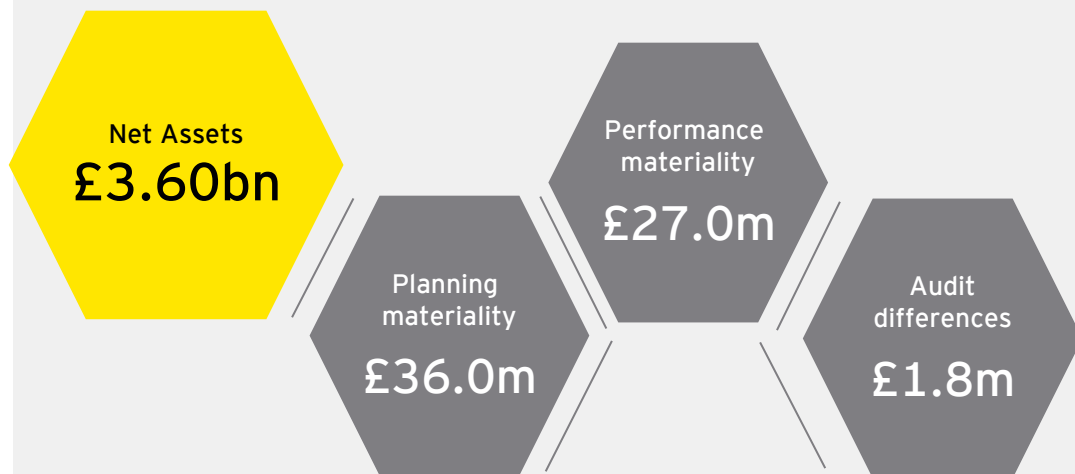 Net Assets
£3.60bn
Planning
materiality
£36.0m
Performance
materiality
£27.0m
Audit
differences
£1.8m